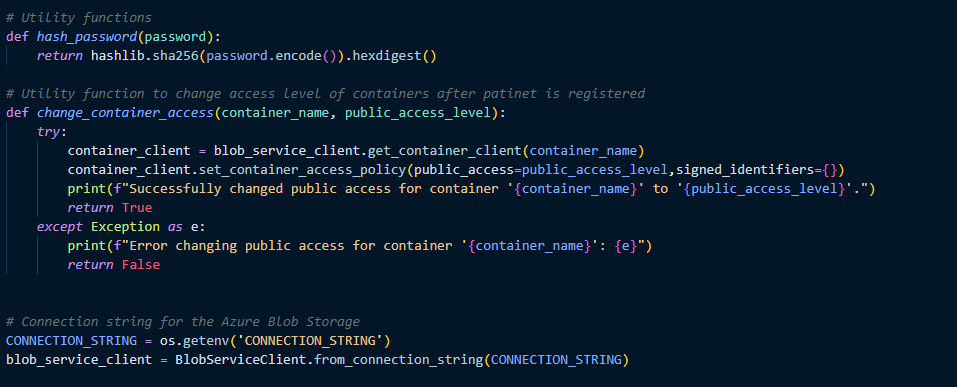 # Utility functions
def hash_password(password):
    return hashlib.sha256(password.encode()).hexdigest()

# Utility function to change access level of containers after patinet is registered
def change_container_access(container_name, public_access_level):
    try:
        container_client = blob_service_client.get_container_client(container_name)
        container_client.set_container_access_policy(public_access=public_access_level,signed_identifiers={})
        print(f"Successfully changed public access for container '{container_name}' to '{public_access_level}'.")
        return True
    except Exception as e:
        print(f"Error changing public access for container '{container_name}': {e}")
        return False


# Connection string for the Azure Blob Storage
CONNECTION_STRING = os.getenv('CONNECTION_STRING')
blob_service_client = BlobServiceClient.from_connection_string(CONNECTION_STRING)